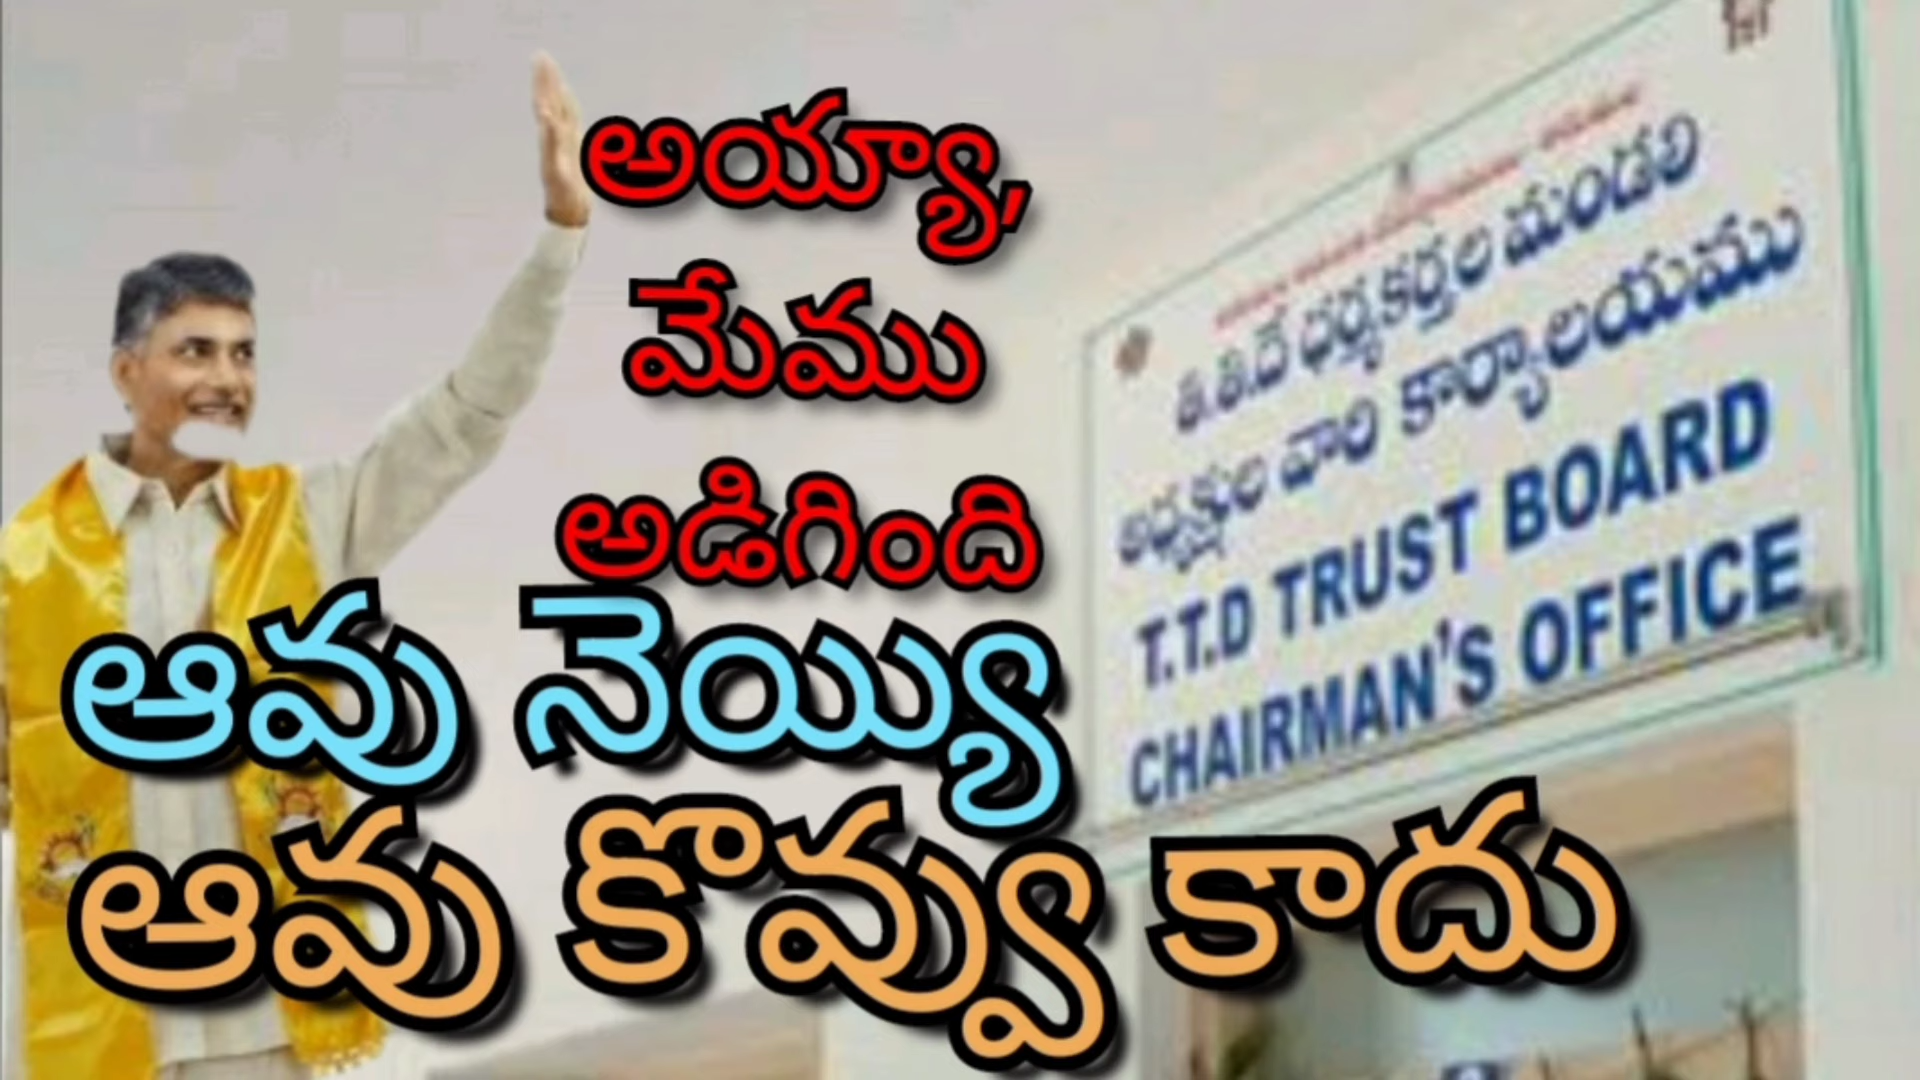 అయ్యా,
మేము
అడిగింది
ఆవు నెయ్యి
ఆవు కొవ్వు కాదు
తి.తి.దే ధర్మకర్తల మండలి
అధ్యక్షుల వారి కార్యాలయము
T.T.D TRUST BOARD
CHAIRMAN'S OFFICE